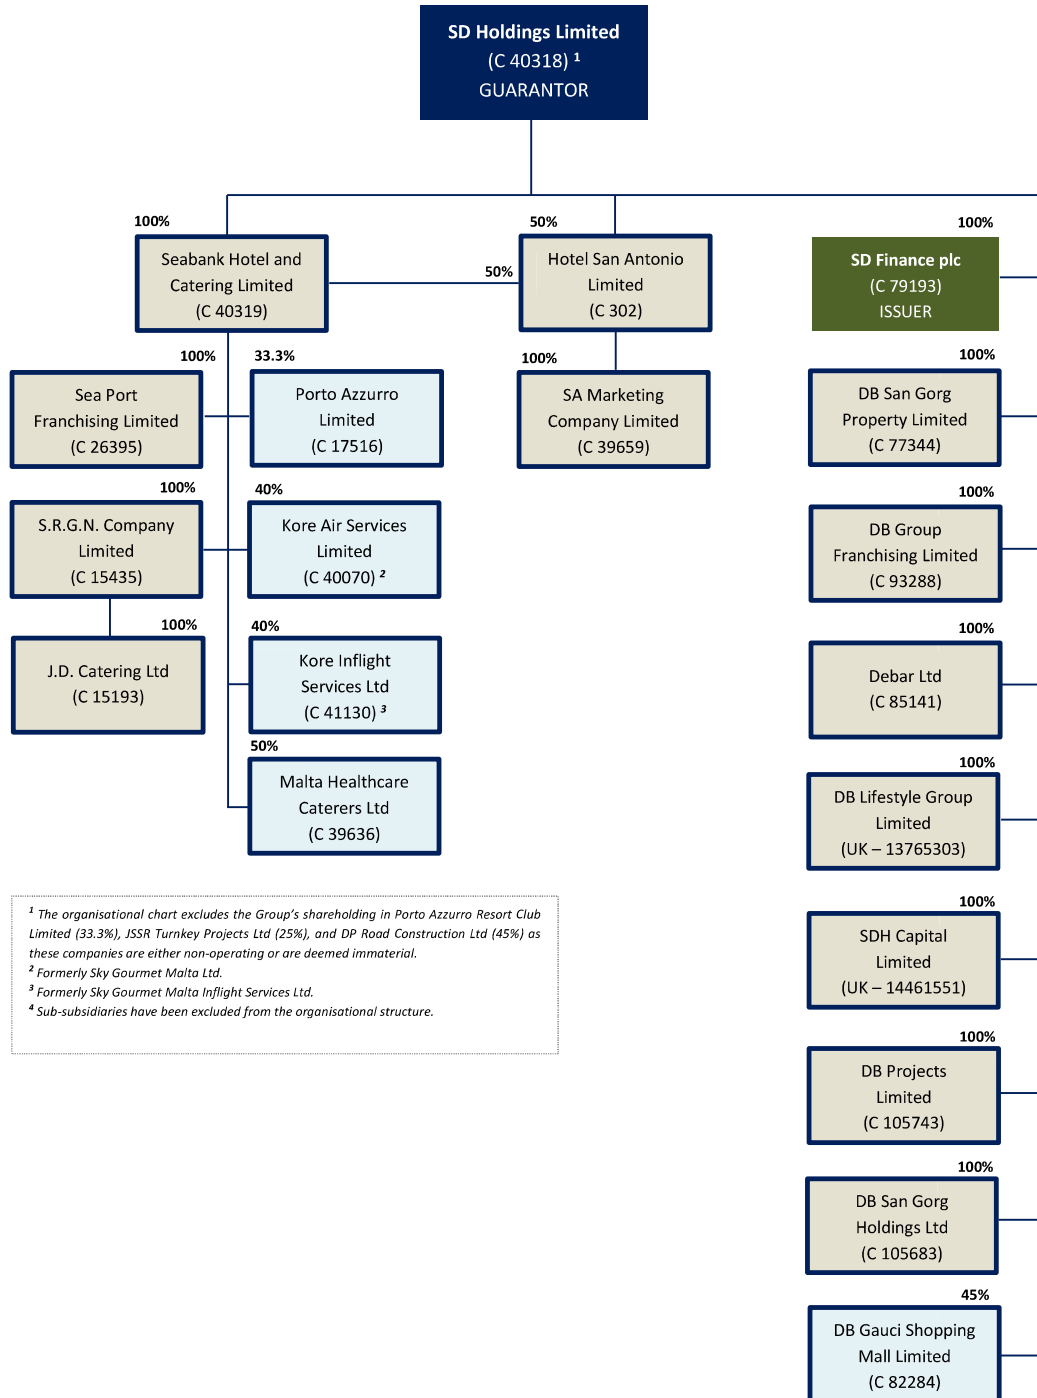 SD Holdings Limited
(C 40318) ¹
GUARANTOR
100%
Seabank Hotel and
Catering Limited
(C 40319)
50%
50%
Hotel San Antonio
Limited
(C 302)
100%
SD Finance plc
(C 79193)
ISSUER
100%
Sea Port
Franchising Limited
(C 26395)
33.3%
Porto Azzurro
Limited
(C 17516)
100%
SA Marketing
Company Limited
(C 39659)
100%
DB San Gorg
Property Limited
(C 77344)
100%
S.R.G.N. Company
Limited
(C 15435)
40%
Kore Air Services
Limited
(C 40070) ²
100%
DB Group
Franchising Limited
(C 93288)
100%
J.D. Catering Ltd
(C 15193)
40%
Kore Inflight
Services Ltd
(C 41130) ³
100%
Debar Ltd
(C 85141)
50%
Malta Healthcare
Caterers Ltd
(C 39636)
100%
DB Lifestyle Group
Limited
(UK – 13765303)
100%
SDH Capital
Limited
(UK – 14461551)
100%
DB Projects
Limited
(C 105743)
100%
DB San Gorg
Holdings Ltd
(C 105683)
45%
DB Gauci Shopping
Mall Limited
(C 82284)
¹ The organisational chart excludes the Group's shareholding in Porto Azzurro Resort Club
Limited (33.3%), JSSR Turnkey Projects Ltd (25%), and DP Road Construction Ltd (45%) as
these companies are either non-operating or are deemed immaterial.
² Formerly Sky Gourmet Malta Ltd.
³ Formerly Sky Gourmet Malta Inflight Services Ltd.
⁴ Sub-subsidiaries have been excluded from the organisational structure.